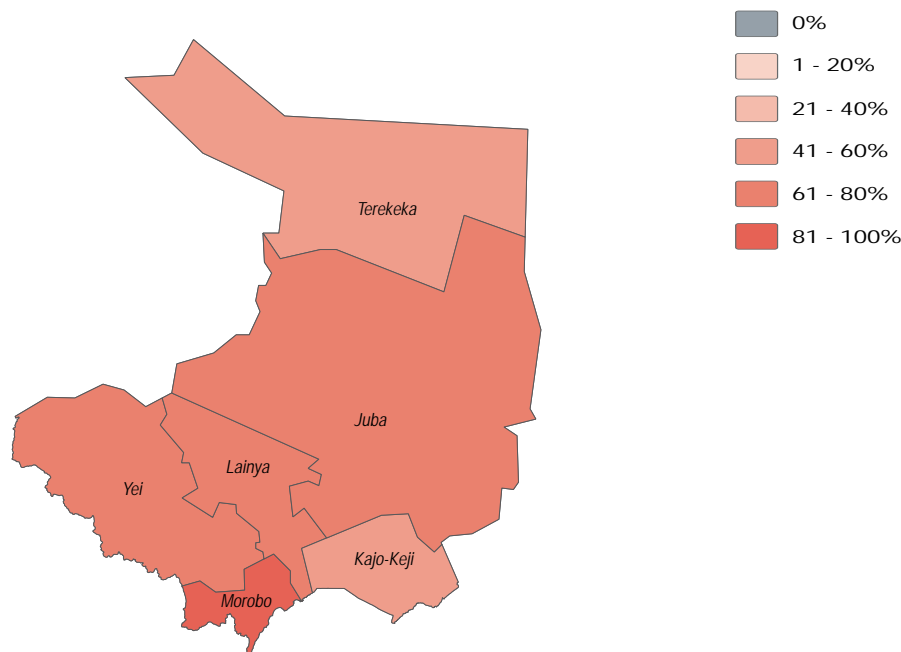 0%
1 - 20%
21 - 40%
41 - 60%
61 - 80%
81 - 100%
Terekeka
Juba
Lainya
Yei
Kajo-Keji
Morobo